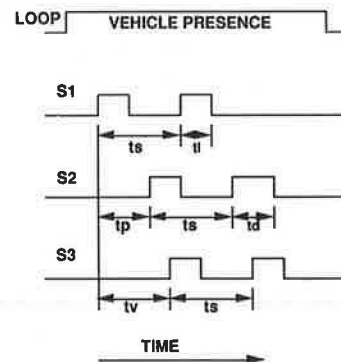 LOOP VEHICLE PRESENCE
S1
ts tl
S2
tp ts td
S3
tv ts
TIME